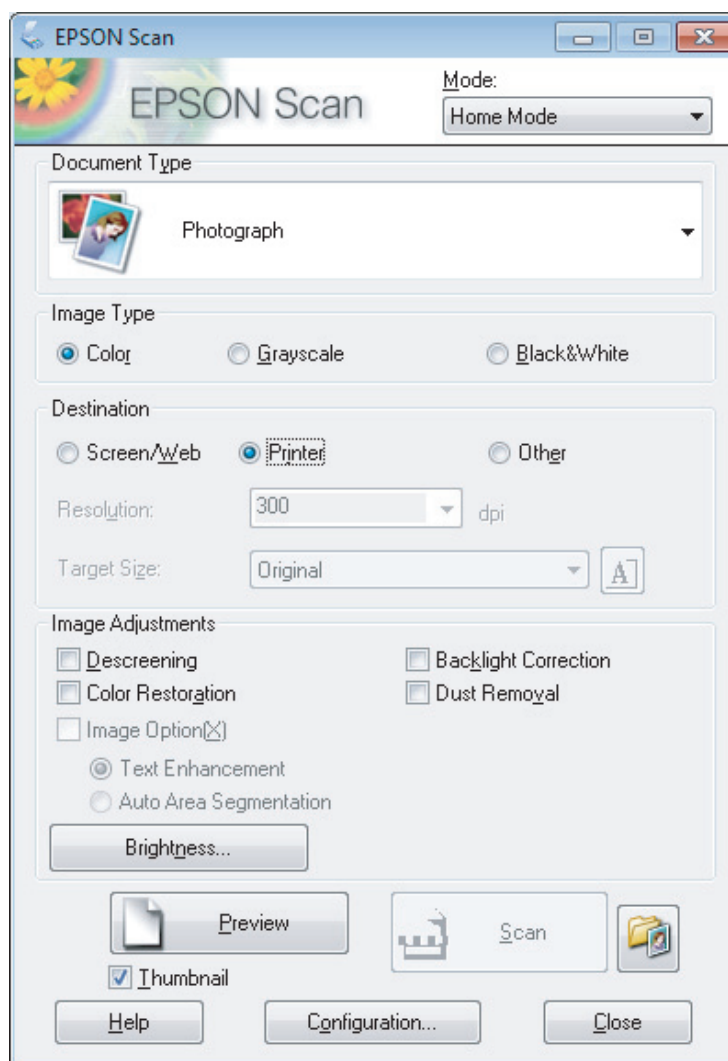 EPSON Scan
EPSON Scan
Mode:
Home Mode
Document Type
Photograph
Image Type
Color Grayscale Black&White
Destination
Screen/Web Printer Other
Resolution: 300 dpi
Target Size: Original A
Image Adjustments
Descreening Backlight Correction
Color Restoration Dust Removal
Image Option(X)
Text Enhancement
Auto Area Segmentation
Brightness...
Preview Scan
Thumbnail
Help Configuration... Close